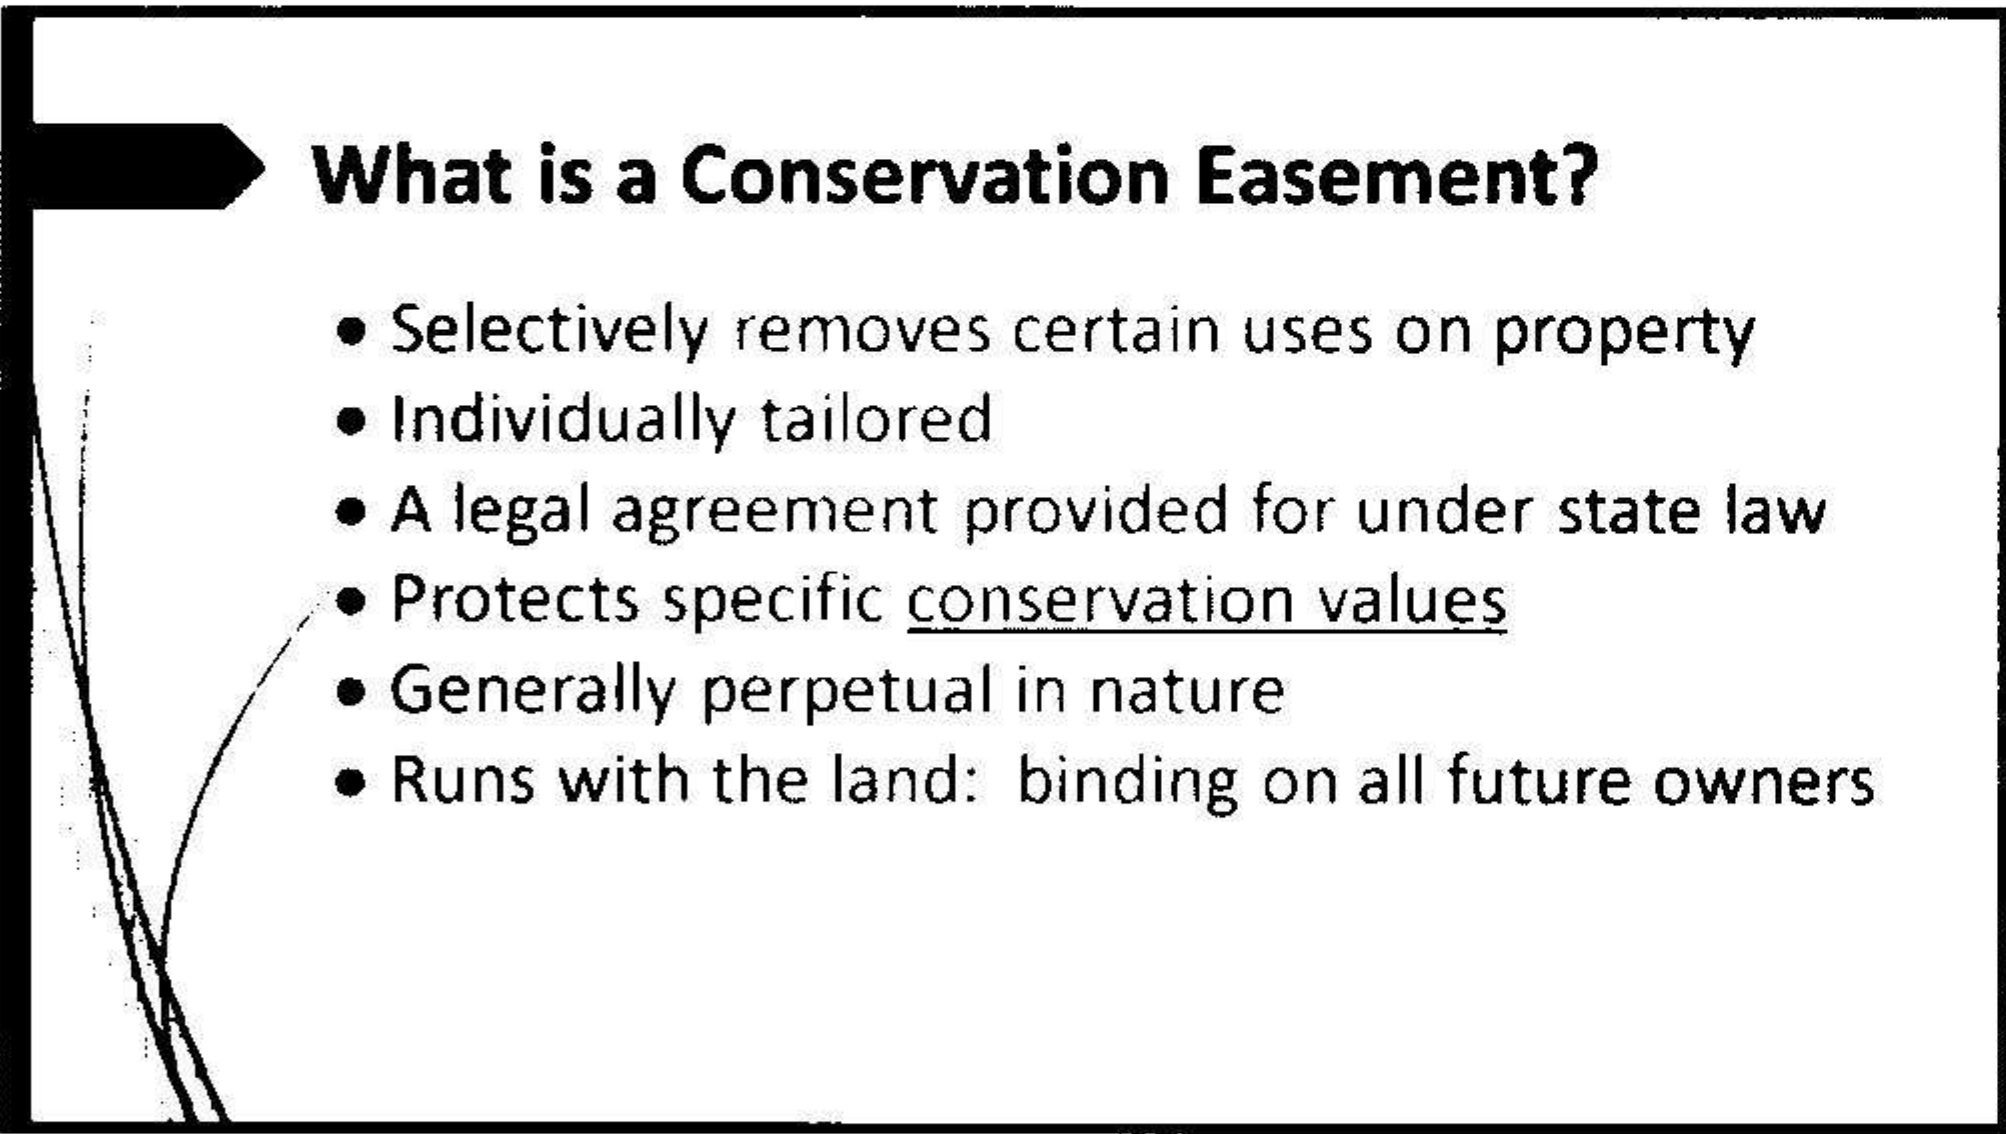 What is a Conservation Easement?
• Selectively removes certain uses on property
• Individually tailored
• A legal agreement provided for under state law
• Protects specific conservation values
• Generally perpetual in nature
• Runs with the land: binding on all future owners